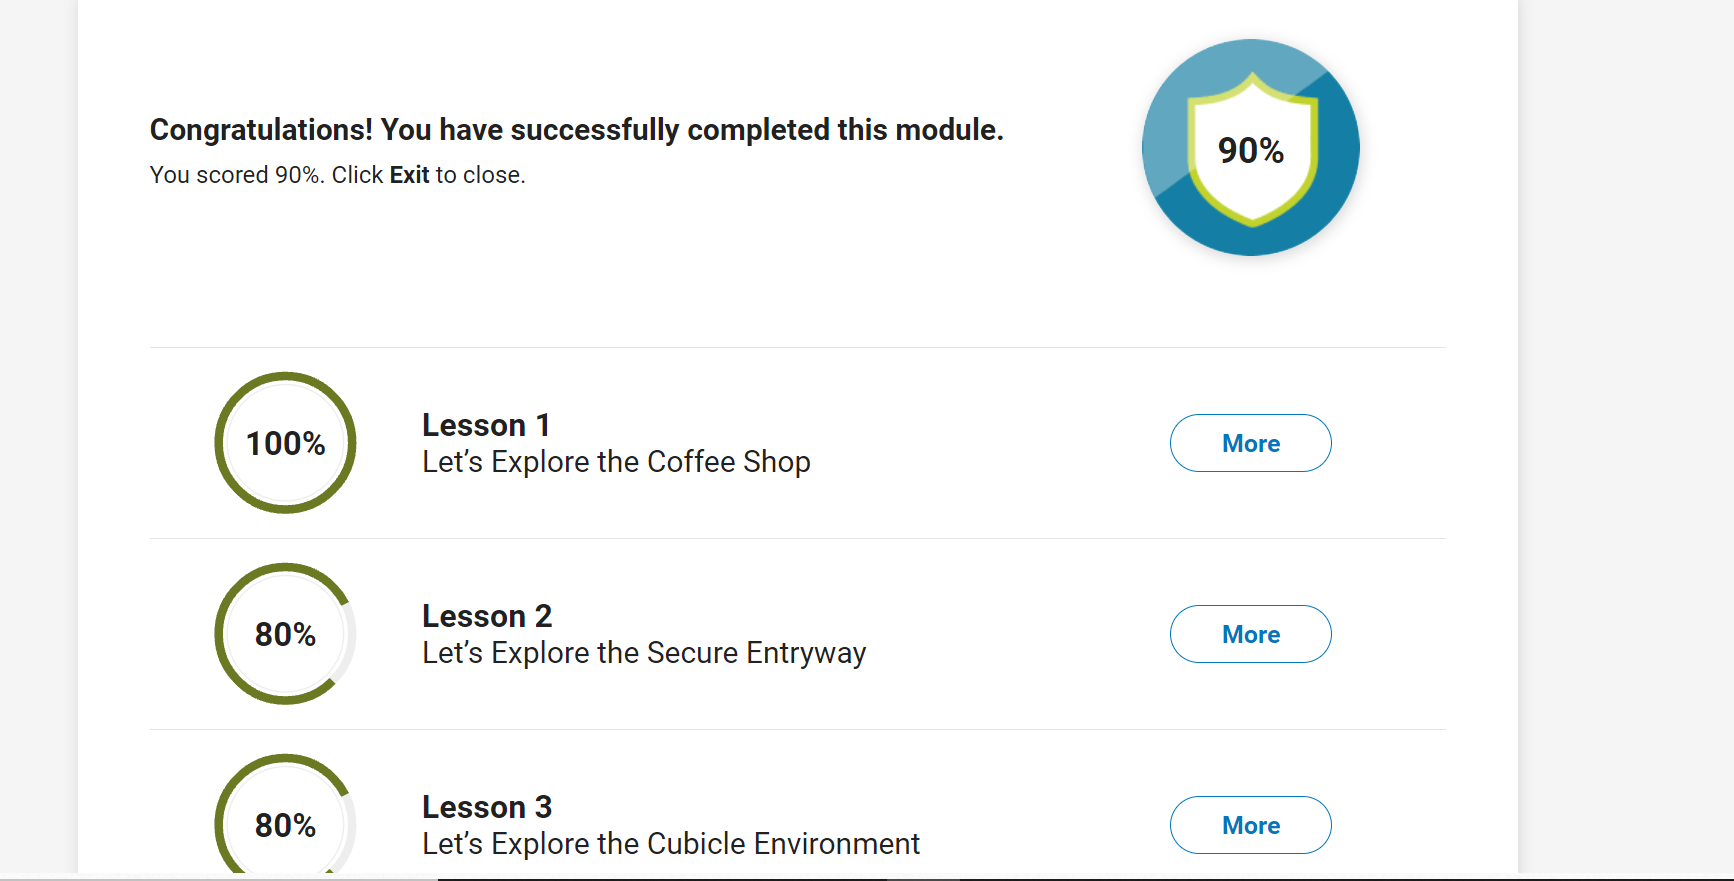 Congratulations! You have successfully completed this module.
You scored 90%. Click Exit to close.
90%
100%
Lesson 1
Let’s Explore the Coffee Shop
More
80%
Lesson 2
Let’s Explore the Secure Entryway
More
80%
Lesson 3
Let’s Explore the Cubicle Environment
More